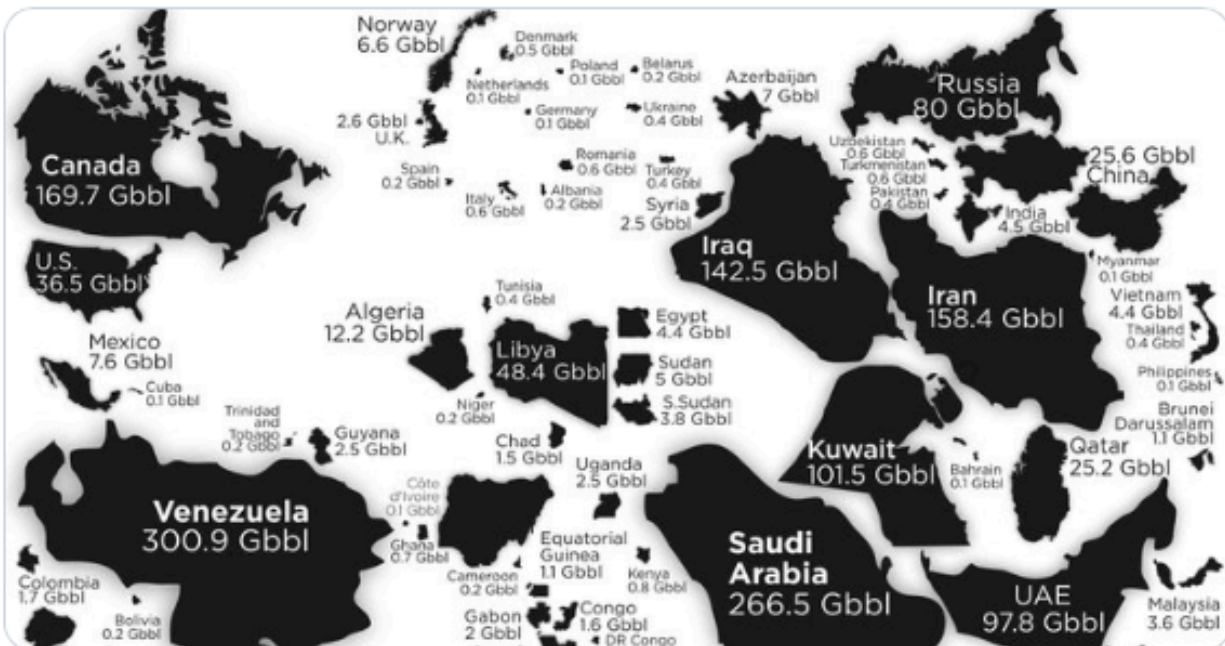 Norway
6.6 Gbbl
Denmark
0.5 Gbbl
Netherlands
0.1 Gbbl
Poland
0.1 Gbbl
Belarus
0.2 Gbbl
Germany
0.1 Gbbl
Ukraine
0.4 Gbbl
Azerbaijan
7 Gbbl
Russia
80 Gbbl
2.6 Gbbl
U.K.
Canada
169.7 Gbbl
Spain
0.2 Gbbl
Italy
0.6 Gbbl
Romania
0.6 Gbbl
Albania
0.2 Gbbl
Turkey
0.4 Gbbl
Syria
2.5 Gbbl
Uzbekistan
0.6 Gbbl
Turkmenistan
0.6 Gbbl
Pakistan
0.4 Gbbl
25.6 Gbbl
China
India
4.5 Gbbl
Iraq
142.5 Gbbl
Iran
158.4 Gbbl
Myanmar
0.1 Gbbl
Vietnam
4.4 Gbbl
Thailand
0.4 Gbbl
Philippines
0.1 Gbbl
U.S.
36.5 Gbbl
Mexico
7.6 Gbbl
Cuba
0.1 Gbbl
Algeria
12.2 Gbbl
Tunisia
0.4 Gbbl
Libya
48.4 Gbbl
Egypt
4.4 Gbbl
Sudan
5 Gbbl
S.Sudan
3.8 Gbbl
Niger
0.2 Gbbl
Chad
1.5 Gbbl
Uganda
2.5 Gbbl
Trinidad
and
Tobago
0.2 Gbbl
Guyana
2.5 Gbbl
Kuwait
101.5 Gbbl
Bahrain
0.1 Gbbl
Qatar
25.2 Gbbl
Brunei
Darussalam
1.1 Gbbl
Venezuela
300.9 Gbbl
Côte
d'Ivoire
0.1 Gbbl
Ghana
0.7 Gbbl
Cameroon
0.2 Gbbl
Equatorial
Guinea
1.1 Gbbl
Kenya
0.8 Gbbl
Gabon
2 Gbbl
Congo
1.6 Gbbl
DR Congo
Saudi
Arabia
266.5 Gbbl
UAE
97.8 Gbbl
Malaysia
3.6 Gbbl
Colombia
1.7 Gbbl
Bolivia
0.2 Gbbl